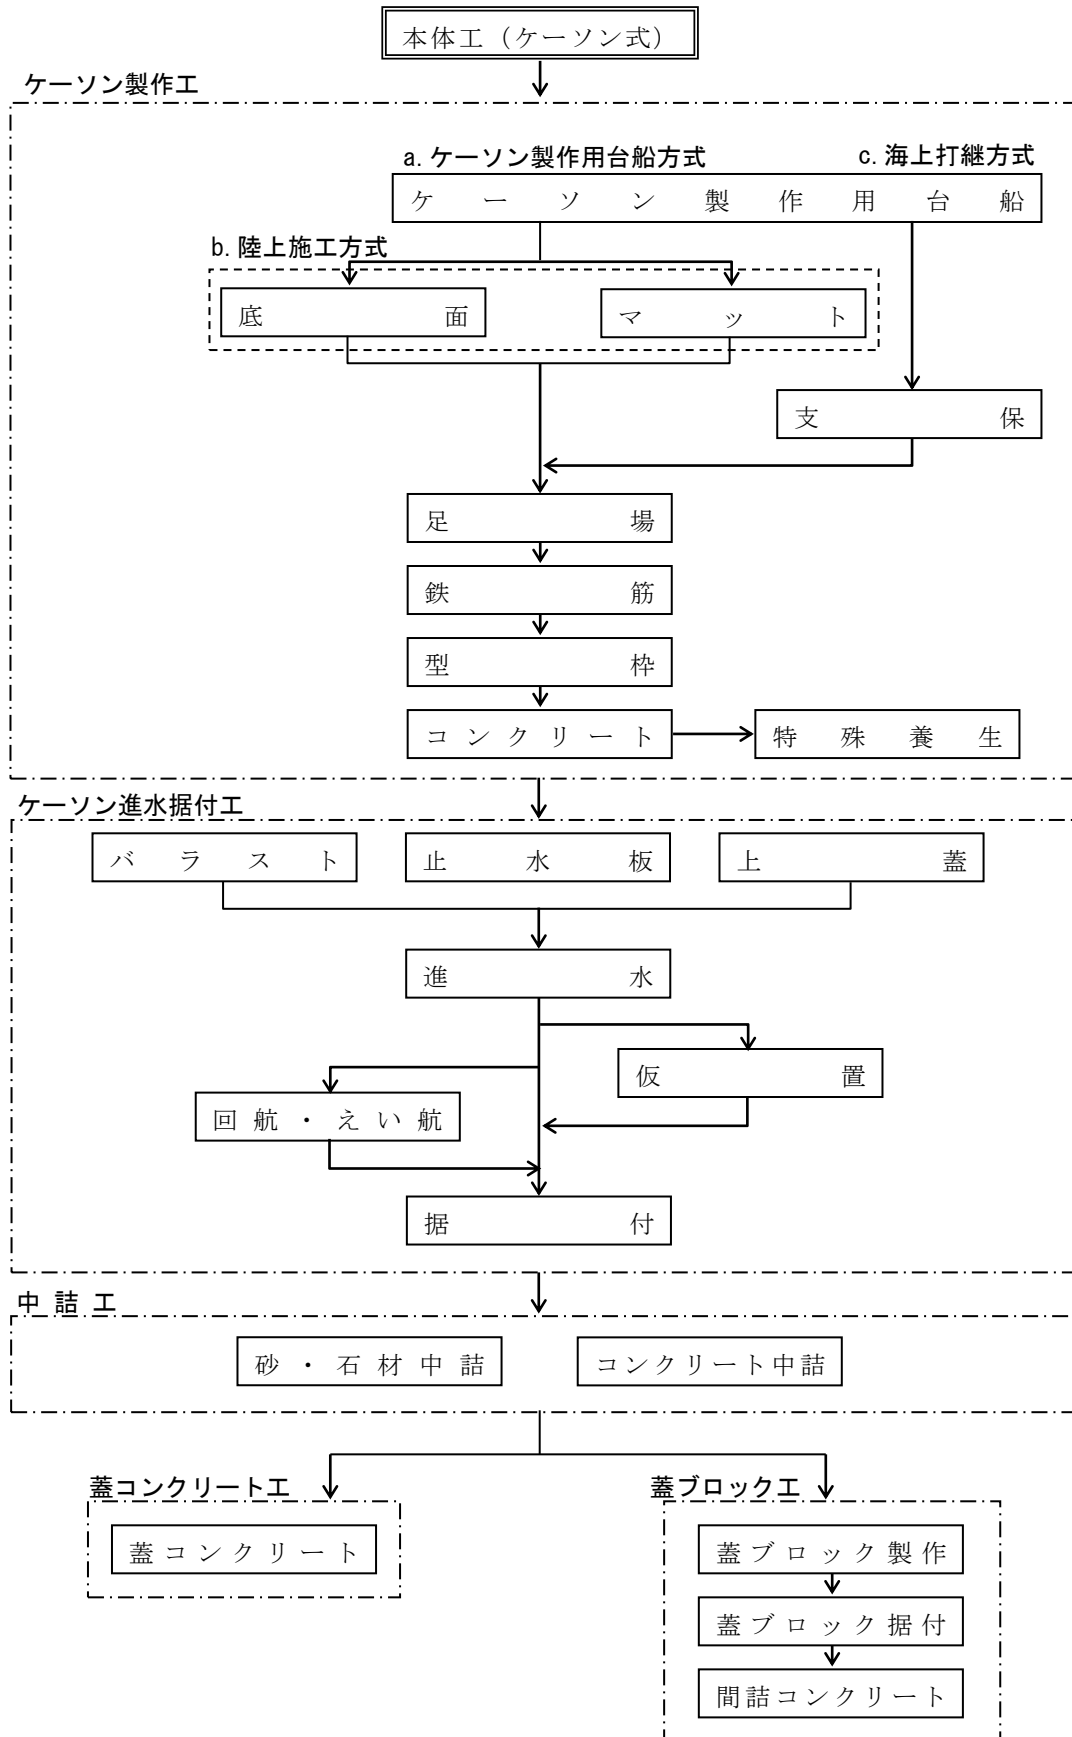 本体工（ケーソン式）
ケーソン製作工
a. ケーソン製作用台船方式
c. 海上打継方式
ケーソン製作用台船
b. 陸上施工方式
底面
マット
支保
足場
鉄筋
型枠
コンクリート
特殊養生
ケーソン進水据付工
バラスト
止水板
上蓋
進水
仮置
回航・えい航
据付
中詰工
砂・石材中詰
コンクリート中詰
蓋コンクリート工
蓋ブロック工
蓋コンクリート
蓋ブロック製作
蓋ブロック据付
間詰コンクリート